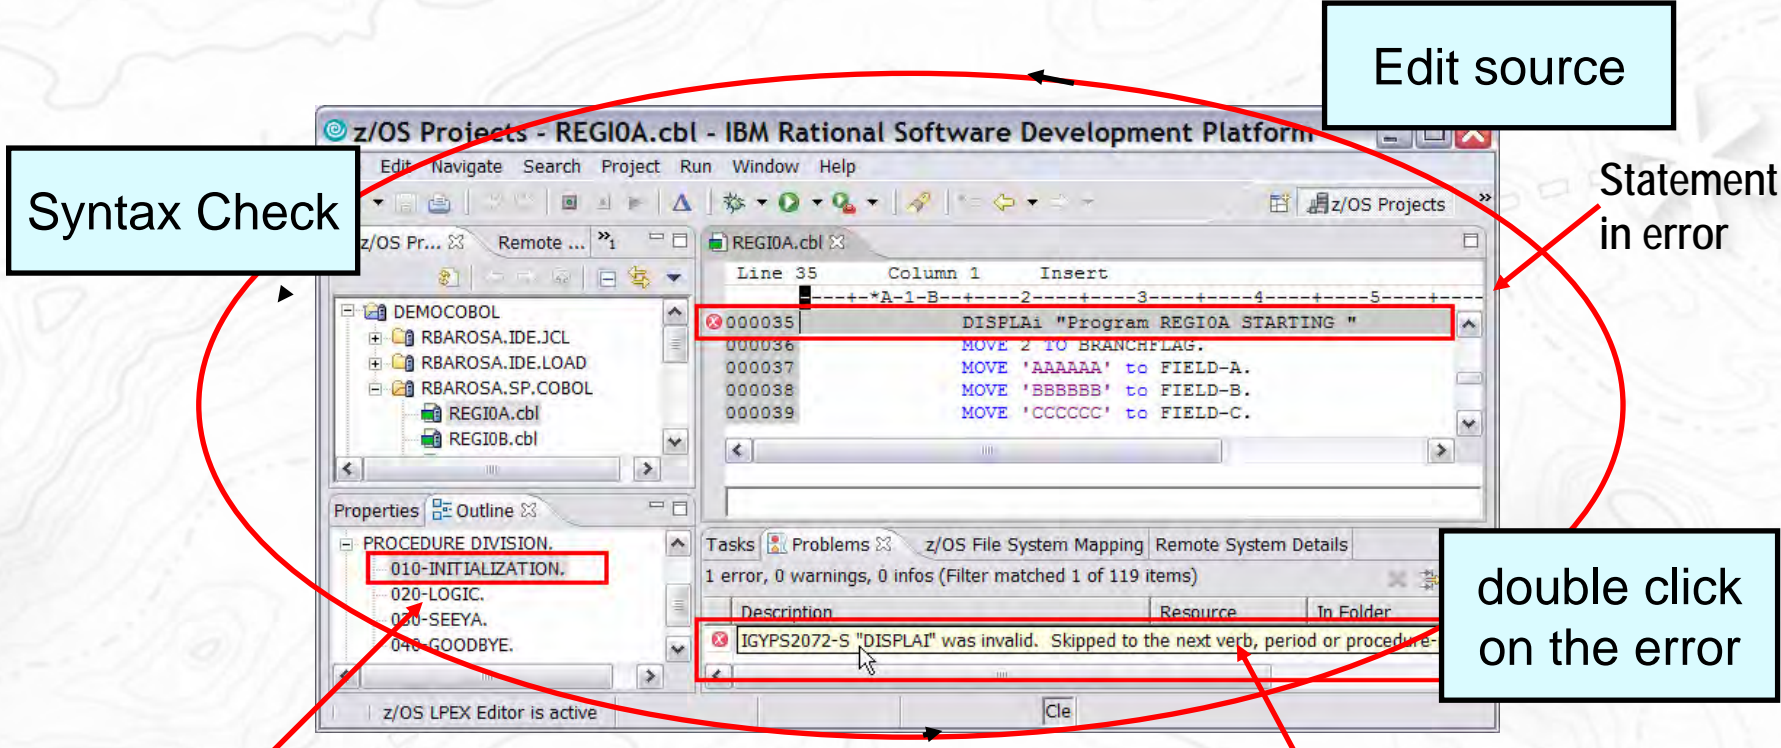 Edit source
z/OS Projects - REGI0A.cbl - IBM Rational Software Development Platform
Edit Navigate Search Project Run Window Help
Syntax Check
z/OS Projects »
Statement
in error
z/OS Pr... Remote ... »1
REGI0A.cbl
Line 35 Column 1 Insert
----+-*A-1-B--+----2----+----3----+----4----+----5----+----
DEMOCOBOL
RBAROSA.IDE.JCL
RBAROSA.IDE.LOAD
RBAROSA.SP.COBOL
REGI0A.cbl
REGI0B.cbl
000035 DISPLAi "Program REGI0A STARTING "
000036 MOVE 2 TO BRANCHFLAG.
000037 MOVE 'AAAAAA' to FIELD-A.
000038 MOVE 'BBBBBB' to FIELD-B.
000039 MOVE 'CCCCCC' to FIELD-C.
Properties Outline
PROCEDURE DIVISION.
010-INITIALIZATION.
020-LOGIC.
030-SEEYA.
040-GOODBYE.
Tasks Problems z/OS File System Mapping Remote System Details
1 error, 0 warnings, 0 infos (Filter matched 1 of 119 items)
Description Resource In Folder
IGYPS2072-S "DISPLAI" was invalid. Skipped to the next verb, period or procedure-
double click
on the error
z/OS LPEX Editor is active
Cle